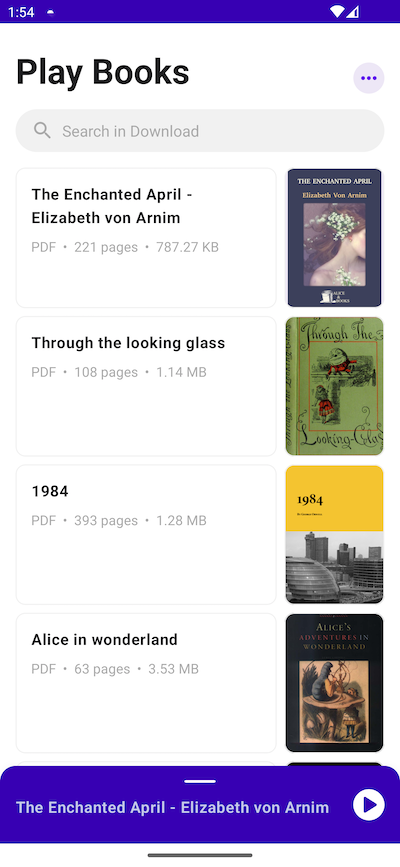 1:54
Play Books
Search in Download
The Enchanted April -
Elizabeth von Arnim
PDF • 221 pages • 787.27 KB
THE ENCHANTED APRIL
Elizabeth Von Arnim
ALICE
&
BOOKS
Through the looking glass
PDF • 108 pages • 1.14 MB
Through The
Looking-Glas
1984
PDF • 393 pages • 1.28 MB
1984
Alice in wonderland
PDF • 63 pages • 3.53 MB
ALICE'S
ADVENTURES IN
WONDERLAND
The Enchanted April - Elizabeth von Arnim